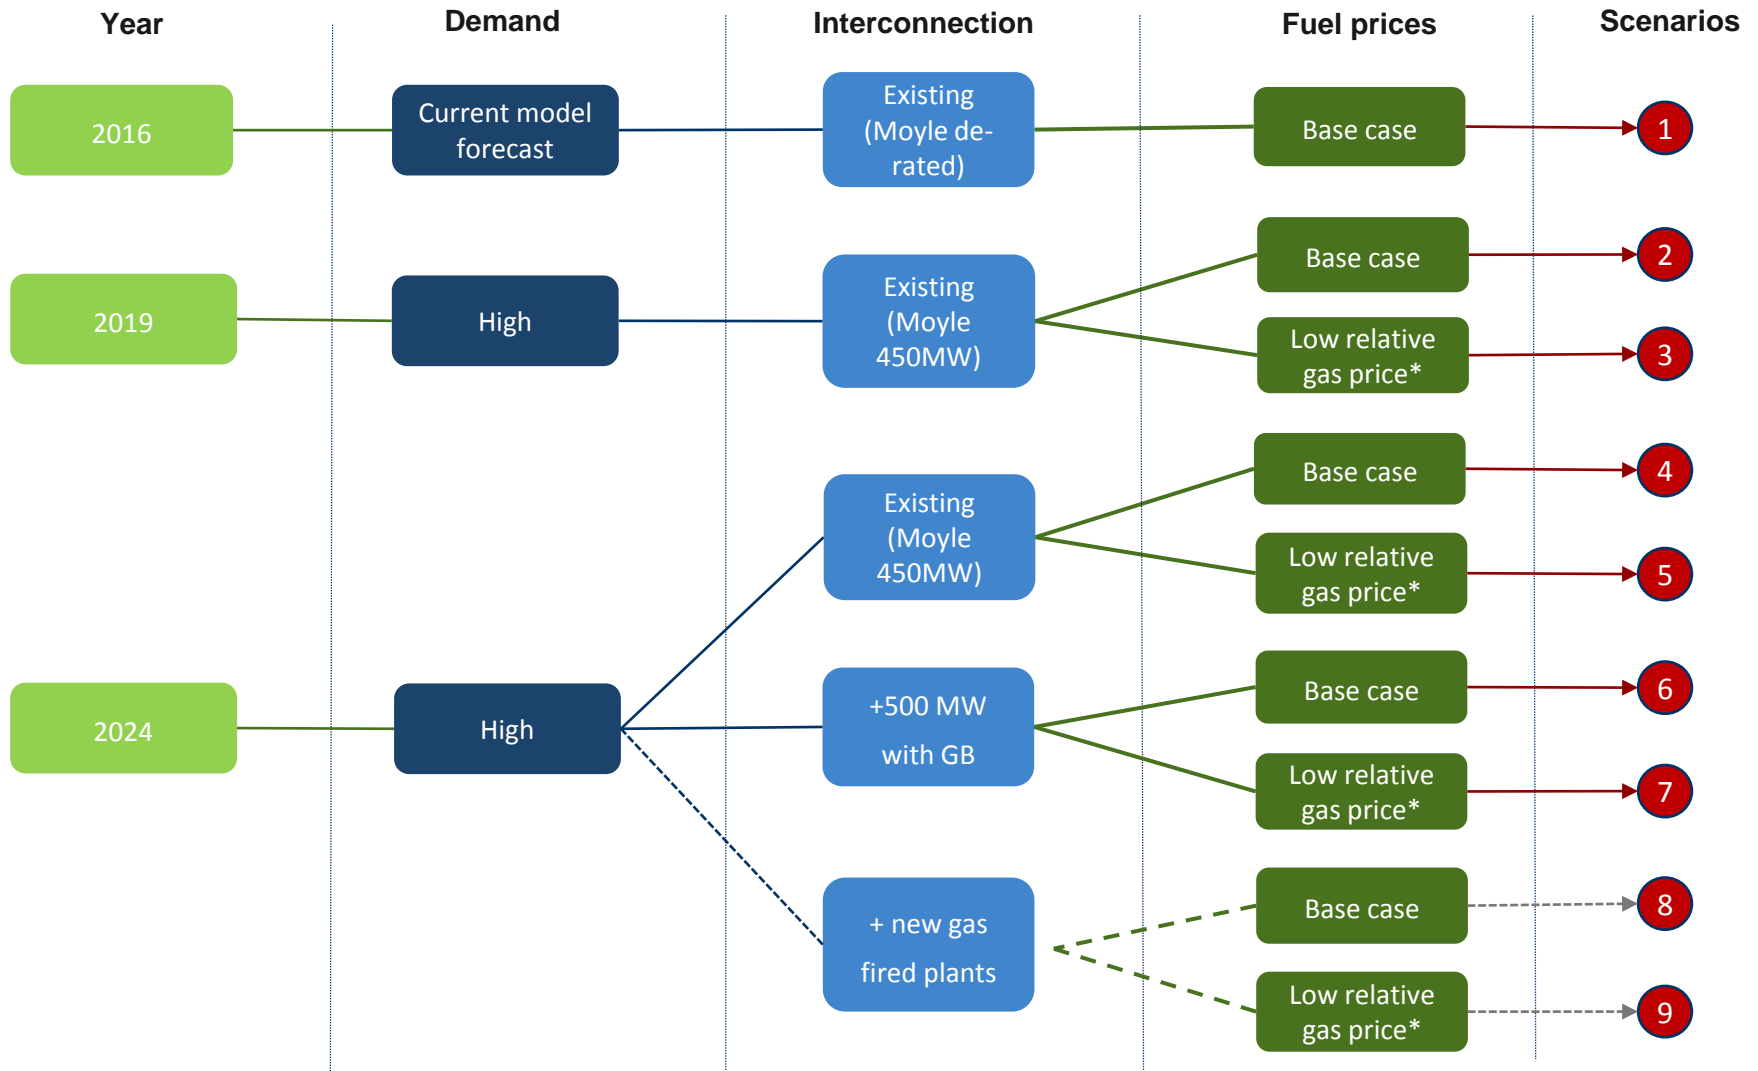 Year
Demand
Interconnection
Fuel prices
Scenarios
2016
Current model
forecast
Existing
(Moyle de-
rated)
Base case
1
2019
High
Existing
(Moyle
450MW)
Base case
2
Low relative
gas price*
3
2024
High
Existing
(Moyle
450MW)
Base case
4
Low relative
gas price*
5
+500 MW
with GB
Base case
6
Low relative
gas price*
7
+ new gas
fired plants
Base case
8
Low relative
gas price*
9